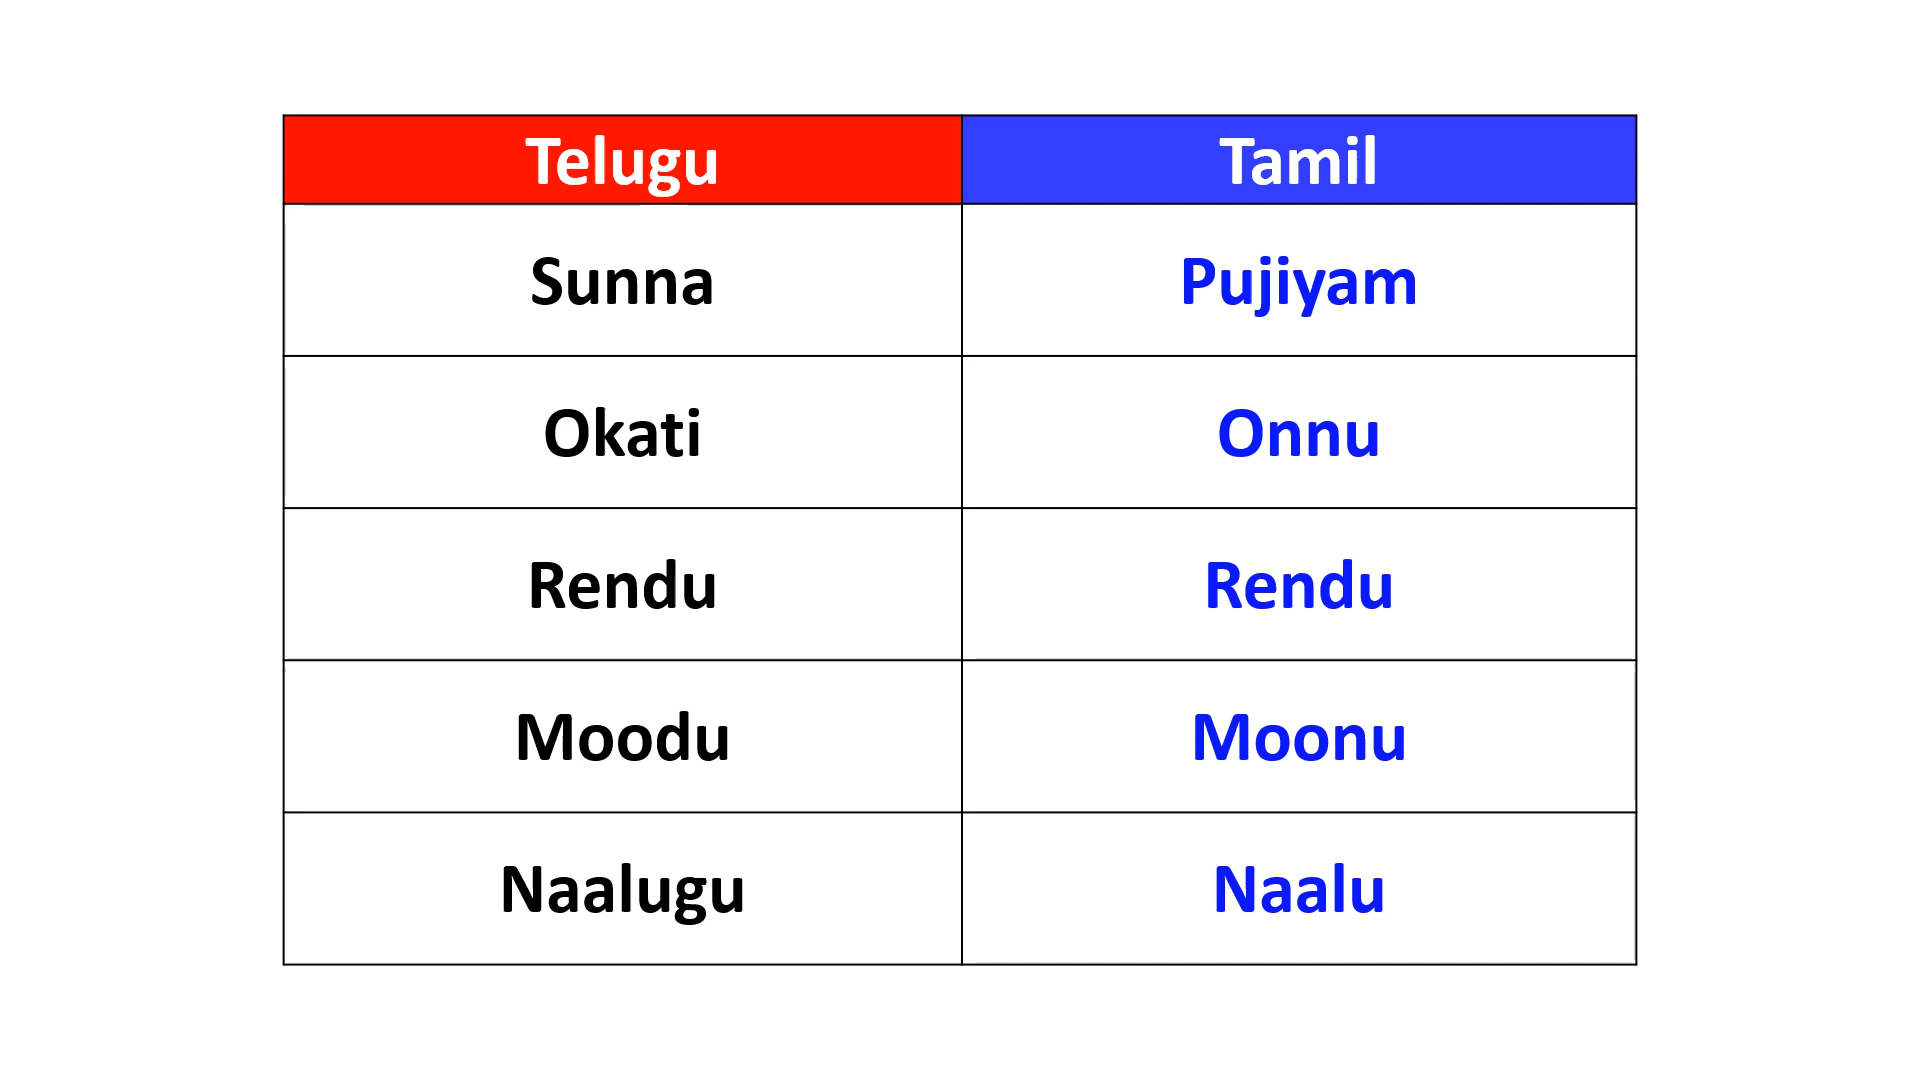 Telugu Tamil
Sunna Pujiyam
Okati Onnu
Rendu Rendu
Moodu Moonu
Naalugu Naalu